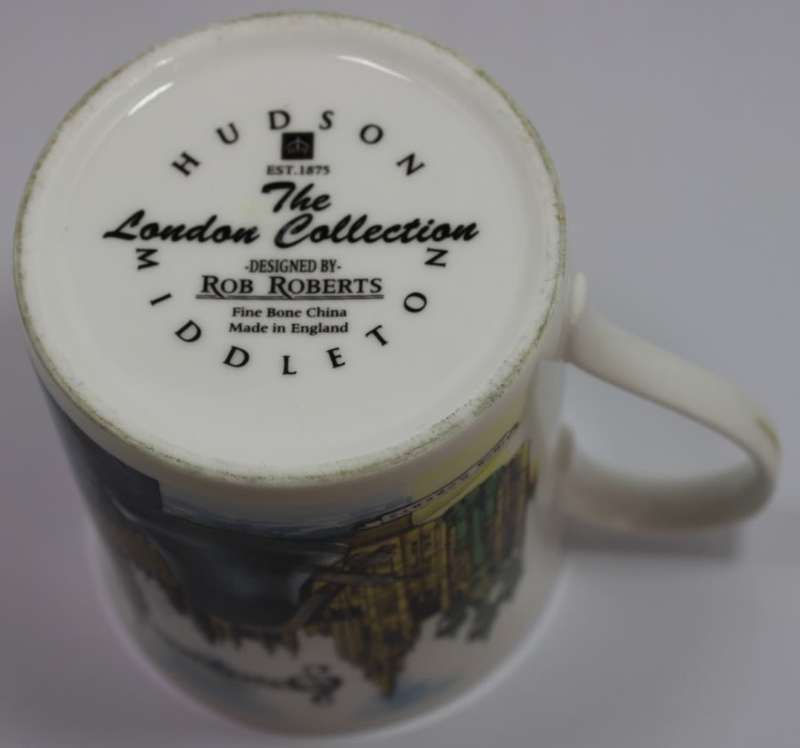 HUDSON
EST.1875
The
London Collection
-DESIGNED BY-
ROB ROBERTS
Fine Bone China
Made in England
MIDDLETON